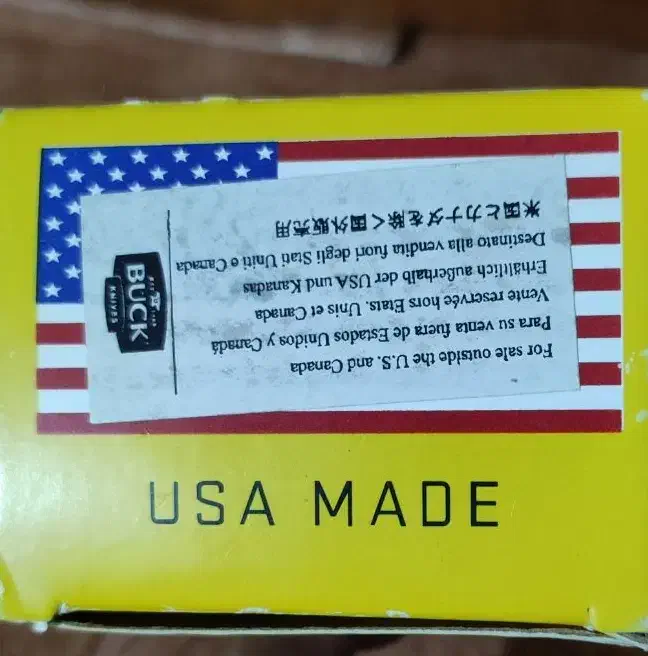 For sale outside the U.S. and Canada
Para su venta fuera de Estados Unidos y Canadá
Vente reservée hors Etats. Unis et Canada
Erhältlich außerhalb der USA und Kanadas
Destinato alla vendita fuori degli Stati Uniti e Canada
米国とカナダを除く国外販売用
BUCK
KNIVES
USA MADE